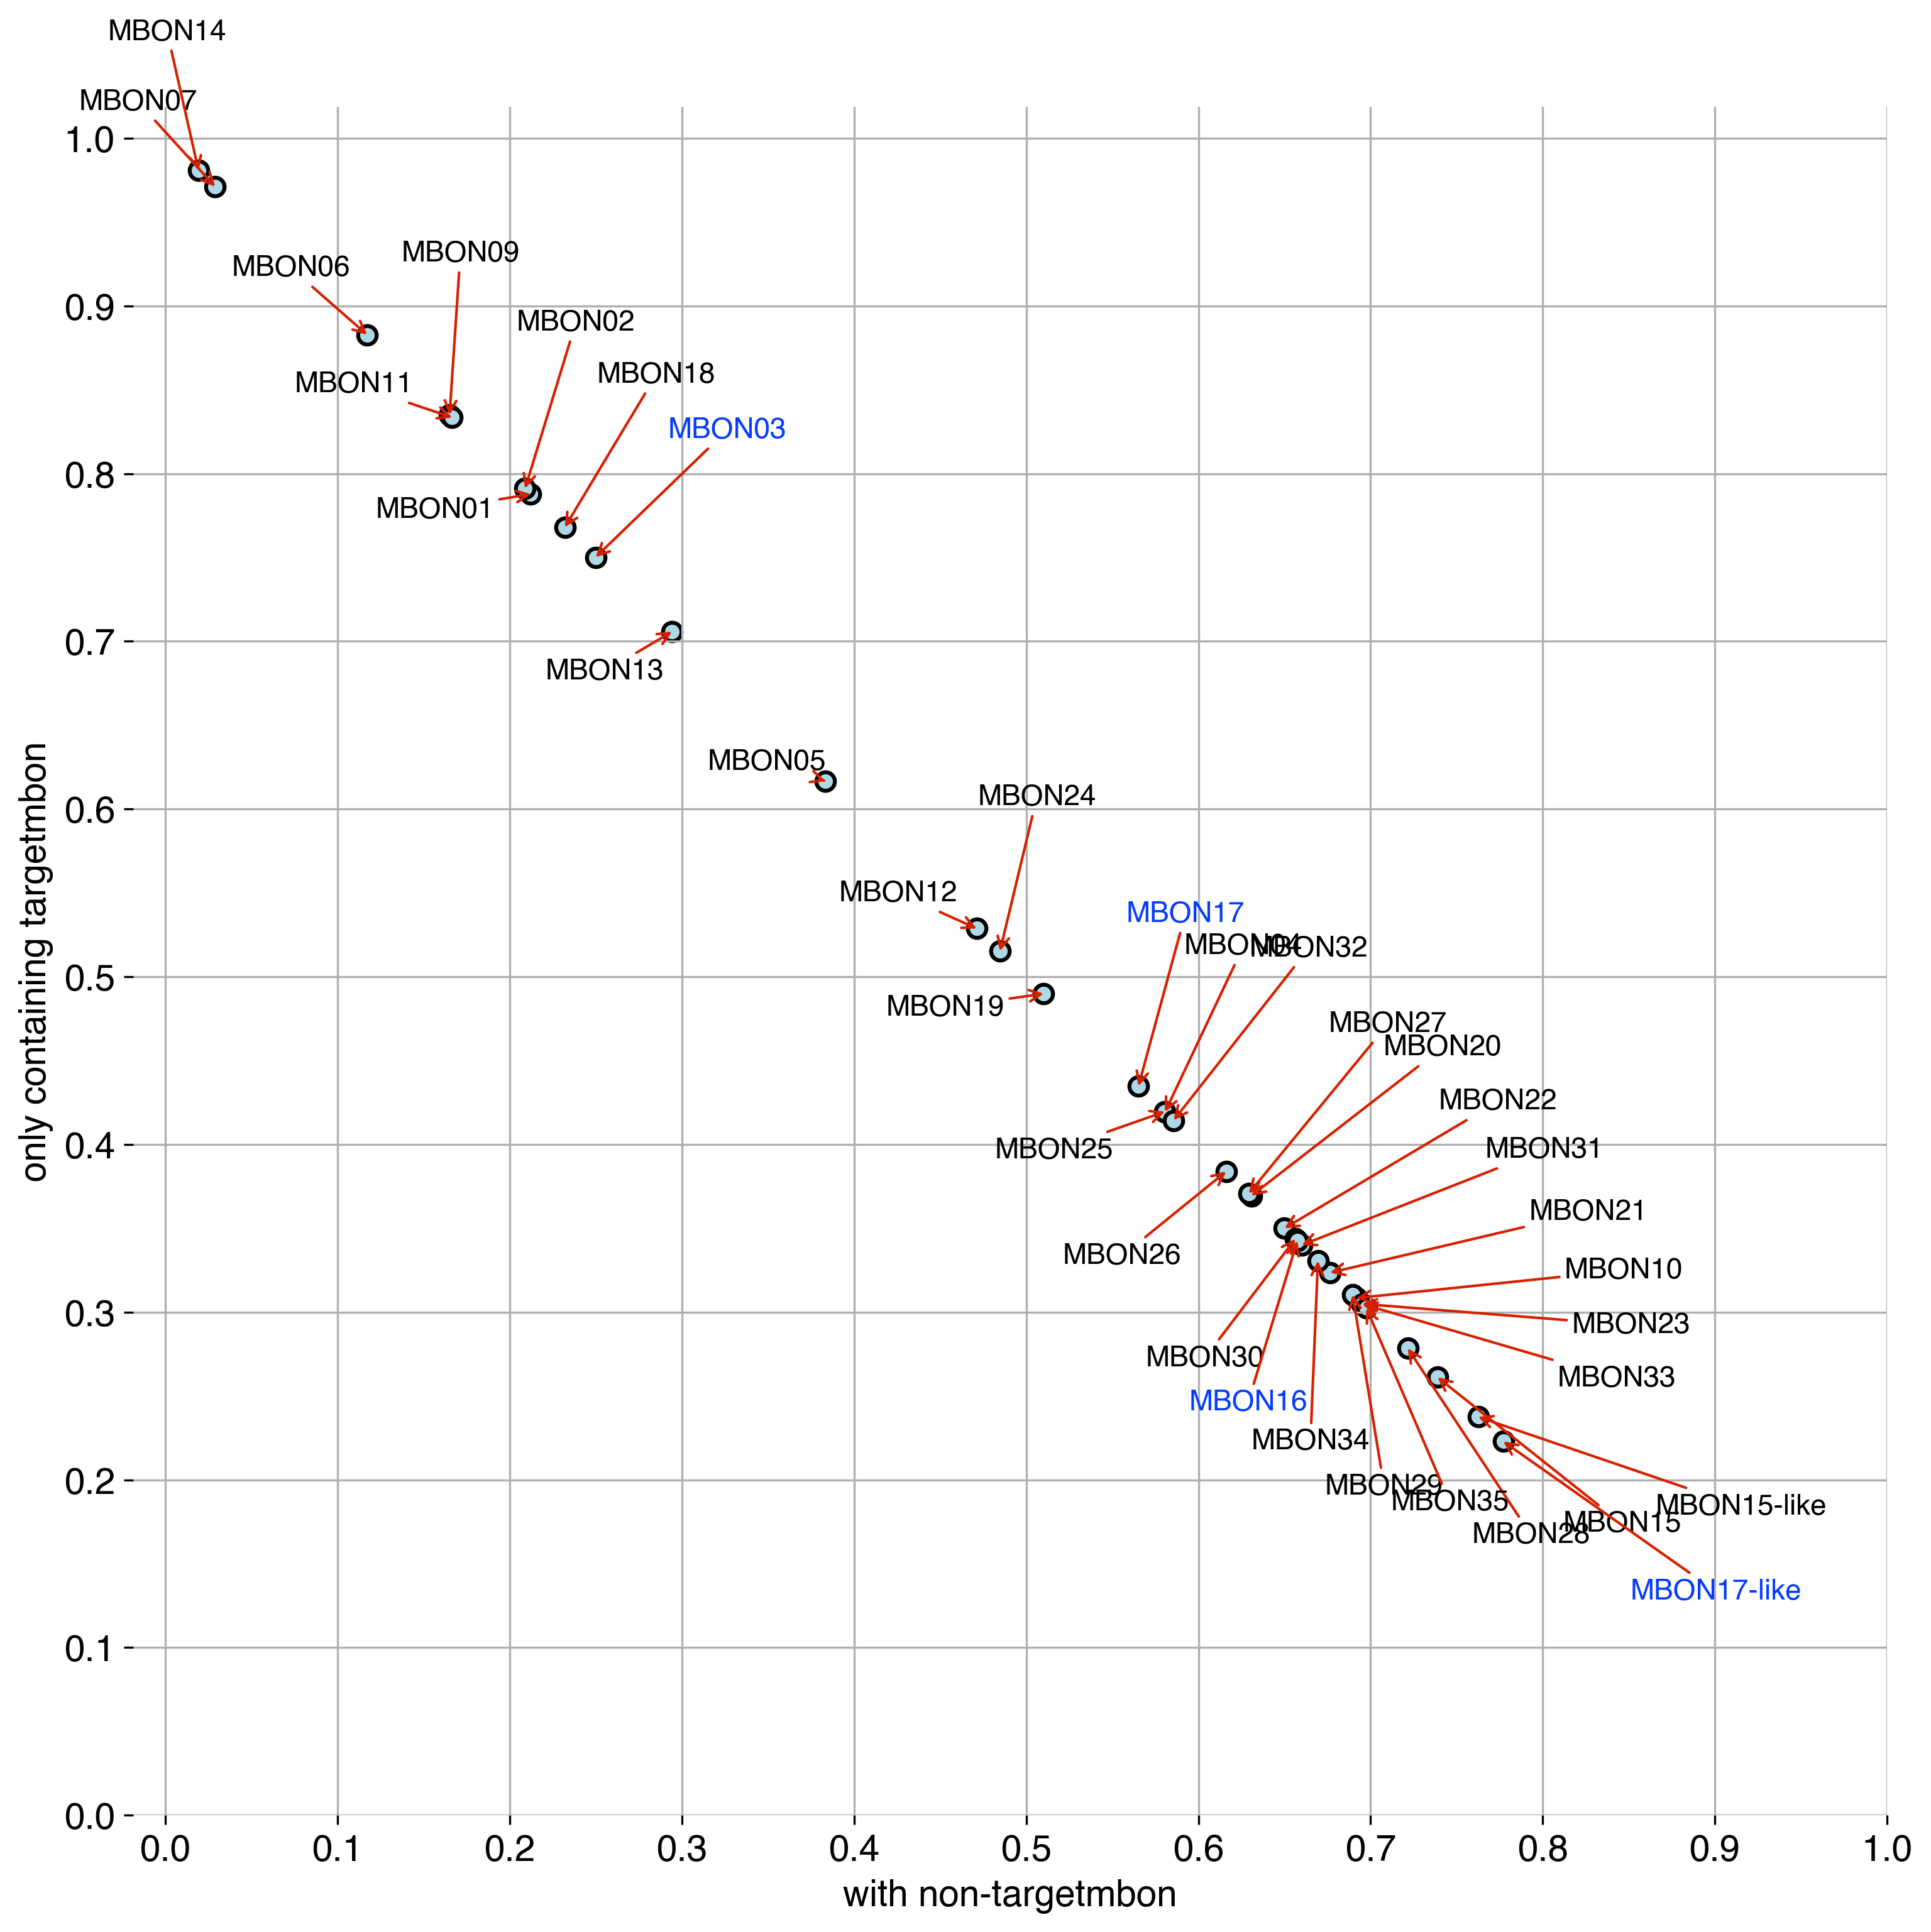 MBON14
MBON07
1.0
MBON09
MBON06
0.9
MBON02
MBON18
MBON11
MBON03
0.8
MBON01
0.7
MBON13
MBON05
0.6
MBON24
MBON12
MBON17
MBON04
MBON32
0.5
MBON19
MBON27
MBON20
MBON22
0.4
MBON25
MBON31
MBON26
MBON21
MBON10
0.3
MBON23
MBON30
MBON33
MBON16
MBON34
0.2
MBON29
MBON35
MBON15-like
MBON15
MBON28
MBON17-like
0.1
0.0
only containing targetmbon
0.0 0.1 0.2 0.3 0.4 0.5 0.6 0.7 0.8 0.9 1.0
with non-targetmbon